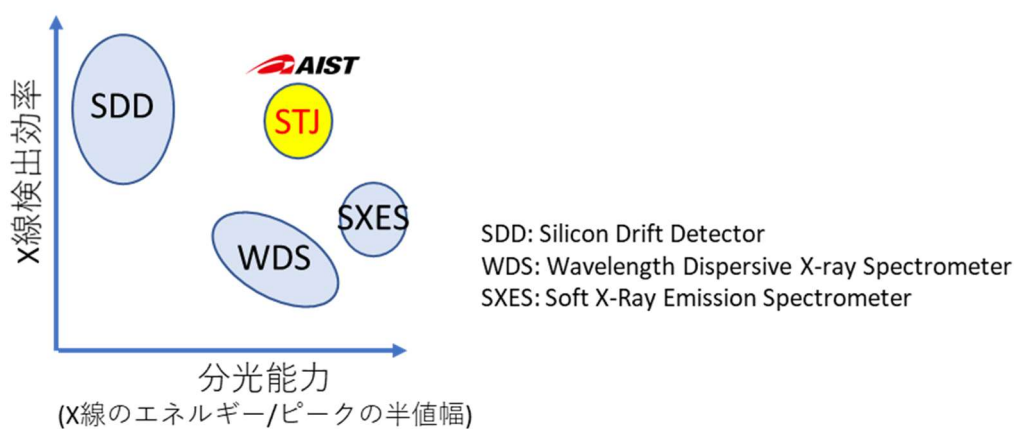 X線検出効率
SDD
AIST
STJ
SXES
WDS
分光能力
(X線のエネルギー/ピークの半値幅)
SDD: Silicon Drift Detector
WDS: Wavelength Dispersive X-ray Spectrometer
SXES: Soft X-Ray Emission Spectrometer